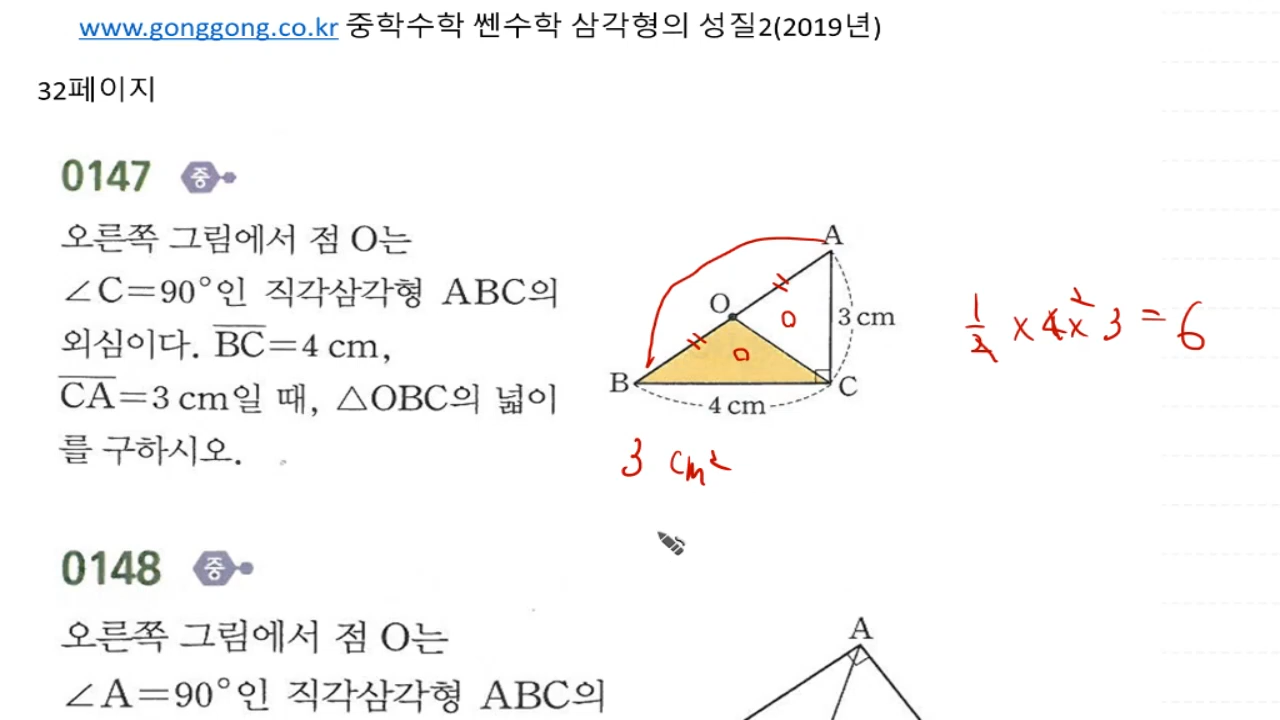 www.gonggong.co.kr 중학수학 쎈수학 삼각형의 성질2(2019년)
32페이지
0147 중
오른쪽 그림에서 점 O는
∠C=90°인 직각삼각형 ABC의
외심이다. BC=4 cm,
CA=3 cm일 때, △OBC의 넓이
를 구하시오.
A
O
3 cm
B
C
4 cm
1/2 × 4 2 × 3 = 6
3 cm²
0148 중
오른쪽 그림에서 점 O는
∠A=90°인 직각삼각형 ABC의
A